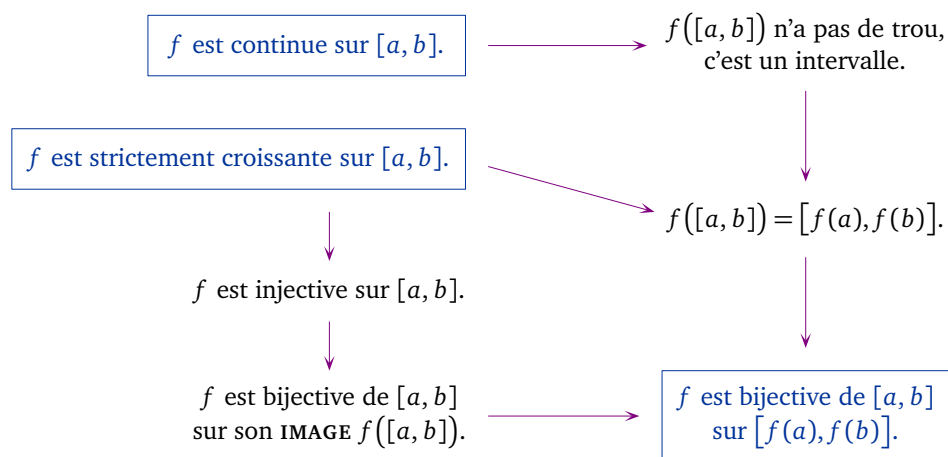 f est continue sur [a, b].
f([a, b]) n'a pas de trou,
c'est un intervalle.
f est strictement croissante sur [a, b].
f([a, b]) = [f(a), f(b)].
f est injective sur [a, b].
f est bijective de [a, b]
sur son IMAGE f([a, b]).
f est bijective de [a, b]
sur [f(a), f(b)].